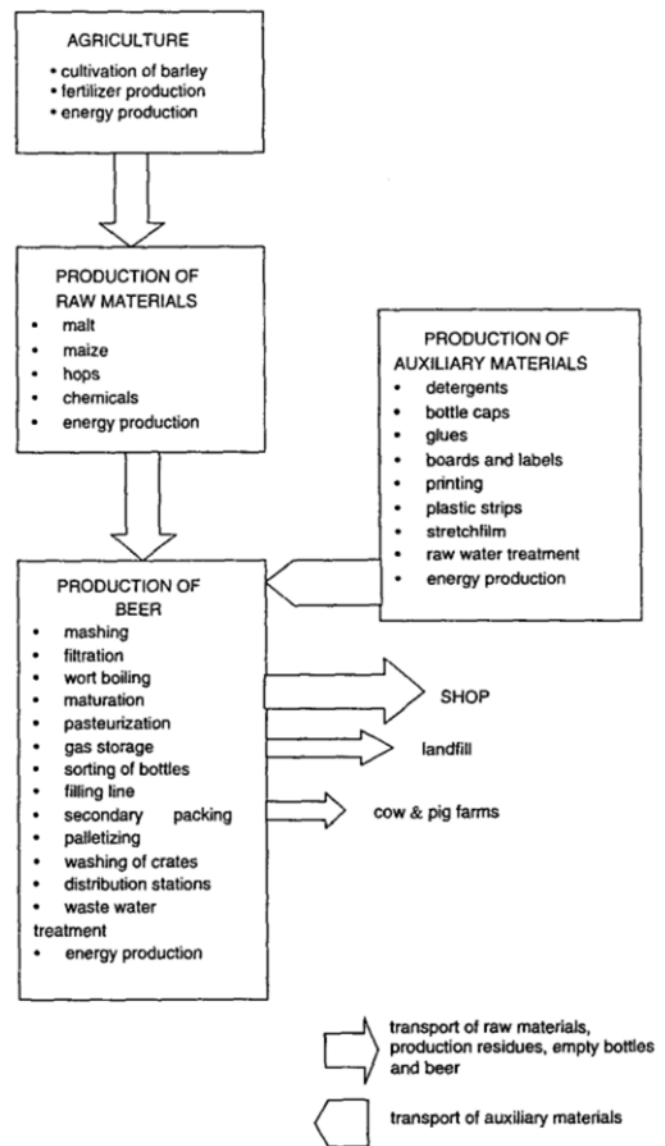 AGRICULTURE
• cultivation of barley
• fertilizer production
• energy production
PRODUCTION OF
RAW MATERIALS
• malt
• maize
• hops
• chemicals
• energy production
PRODUCTION OF
AUXILIARY MATERIALS
• detergents
• bottle caps
• glues
• boards and labels
• printing
• plastic strips
• stretchfilm
• raw water treatment
• energy production
PRODUCTION OF
BEER
• mashing
• filtration
• wort boiling
• maturation
• pasteurization
• gas storage
• sorting of bottles
• filling line
• secondary packing
• palletizing
• washing of crates
• distribution stations
• waste water
treatment
• energy production
SHOP
landfill
cow & pig farms
transport of raw materials,
production residues, empty bottles
and beer
transport of auxiliary materials